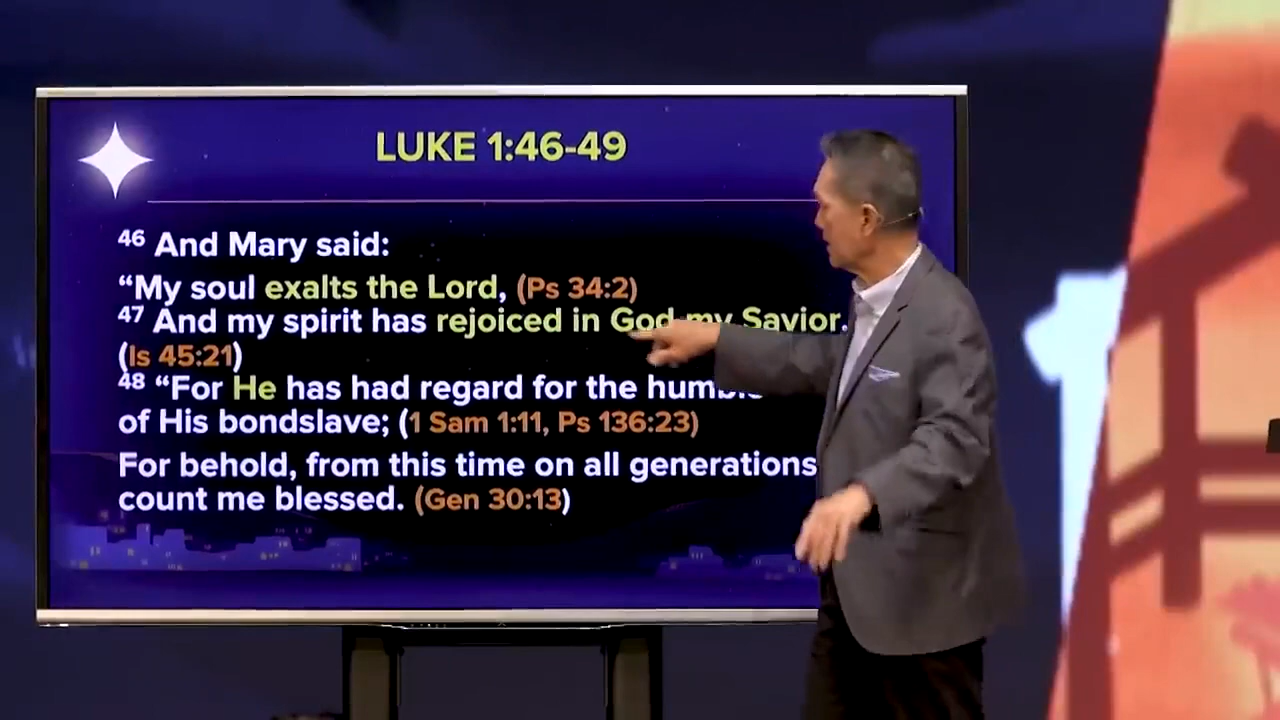 LUKE 1:46-49
46 And Mary said:
“My soul exalts the Lord, (Ps 34:2)
47 And my spirit has rejoiced in God my Savior.
(Is 45:21)
48 “For He has had regard for the
of His bondslave; (1 Sam 1:11, Ps 136:23)
For behold, from this time on all generations
count me blessed. (Gen 30:13)